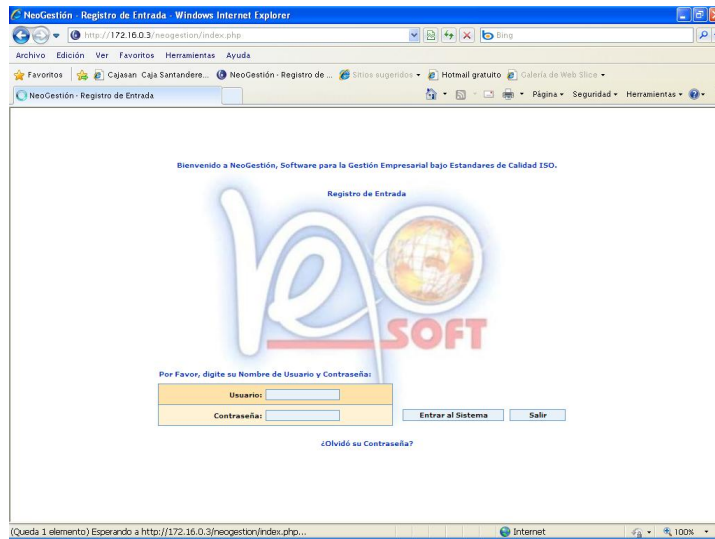 NeoGestión - Registro de Entrada - Windows Internet Explorer
http://172.16.0.3/neogestion/index.php
Bing
Archivo Edición Ver Favoritos Herramientas Ayuda
Favoritos Cajasan Caja Santandere... NeoGestión - Registro de ... Sitios sugeridos Hotmail gratuito Galería de Web Slice
NeoGestión - Registro de Entrada Página Seguridad Herramientas
Bienvenido a NeoGestión, Software para la Gestión Empresarial bajo Estandares de Calidad ISO.
Registro de Entrada
neo
SOFT
Por Favor, digite su Nombre de Usuario y Contraseña:
Usuario:
Contraseña: Entrar al Sistema Salir
¿Olvidó su Contraseña?
(Queda 1 elemento) Esperando a http://172.16.0.3/neogestion/index.php... Internet 100%